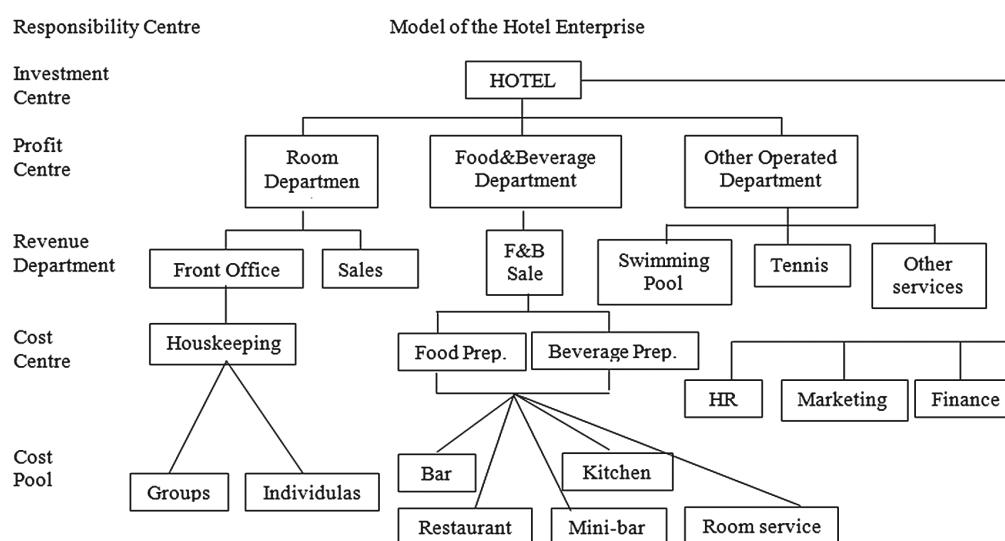 Responsibility Centre
Model of the Hotel Enterprise
Investment
Centre
HOTEL
Profit
Centre
Room
Departmen
Food&Beverage
Department
Other Operated
Department
Revenue
Department
Front Office
Sales
F&B
Sale
Swimming
Pool
Tennis
Other
services
Cost
Centre
Houskeeping
Food Prep.
Beverage Prep.
HR
Marketing
Finance
Cost
Pool
Groups
Individulas
Bar
Kitchen
Restaurant
Mini-bar
Room service